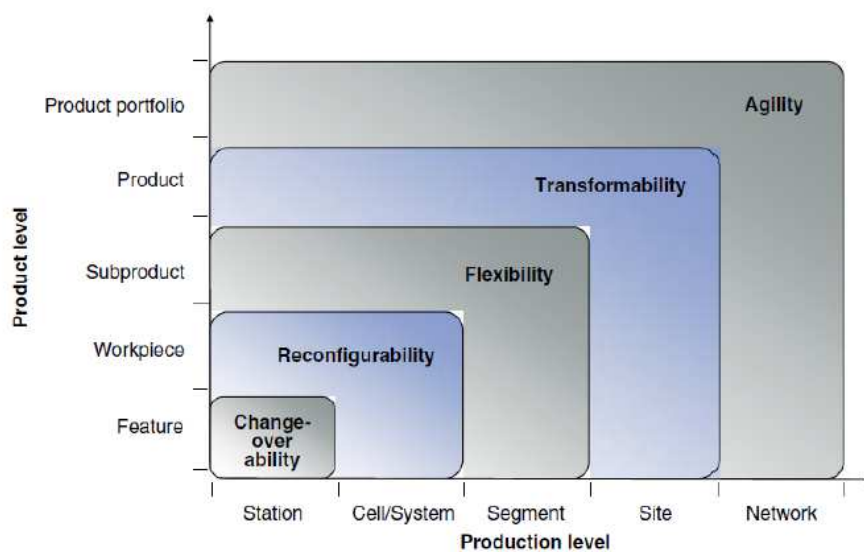 Product portfolio
Agility
Product
Transformability
Subproduct
Flexibility
Workpiece
Reconfigurability
Feature
Change-
over
ability
Product level
Station
Cell/System
Segment
Site
Network
Production level